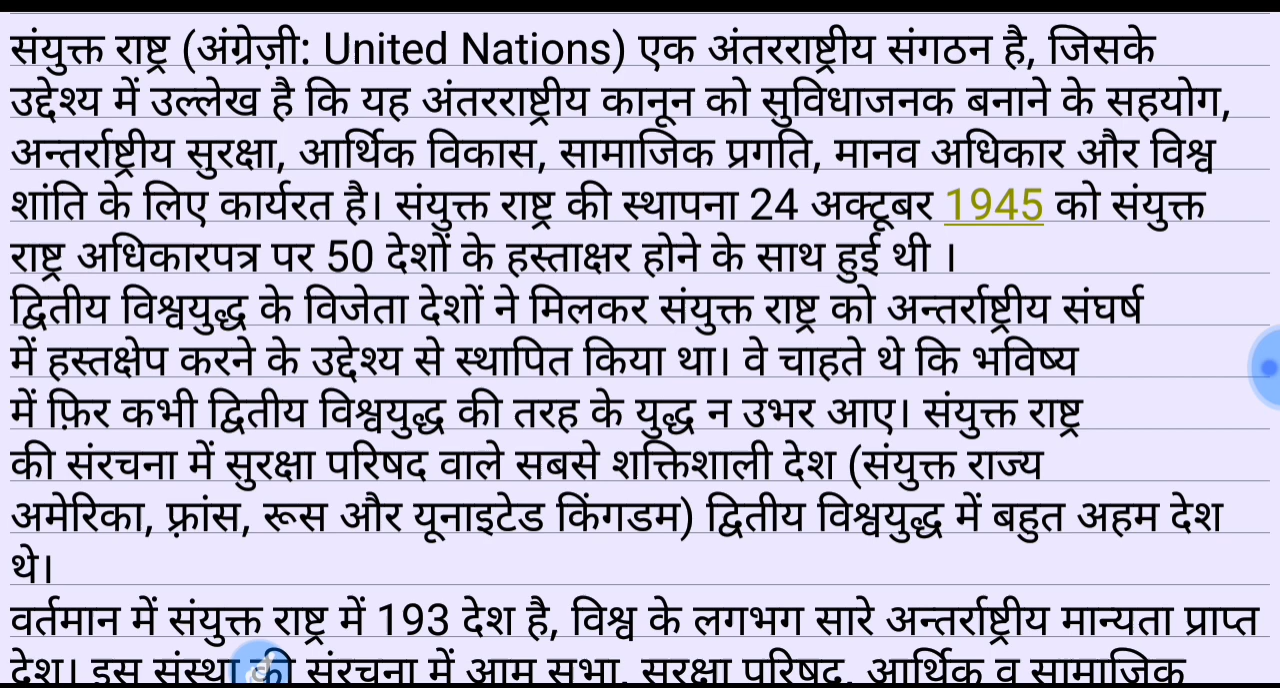 संयुक्त राष्ट्र (अंग्रेज़ी: United Nations) एक अंतरराष्ट्रीय संगठन है, जिसके
उद्देश्य में उल्लेख है कि यह अंतरराष्ट्रीय कानून को सुविधाजनक बनाने के सहयोग,
अन्तर्राष्ट्रीय सुरक्षा, आर्थिक विकास, सामाजिक प्रगति, मानव अधिकार और विश्व
शांति के लिए कार्यरत है। संयुक्त राष्ट्र की स्थापना 24 अक्टूबर 1945 को संयुक्त
राष्ट्र अधिकारपत्र पर 50 देशों के हस्ताक्षर होने के साथ हुई थी ।
द्वितीय विश्वयुद्ध के विजेता देशों ने मिलकर संयुक्त राष्ट्र को अन्तर्राष्ट्रीय संघर्ष
में हस्तक्षेप करने के उद्देश्य से स्थापित किया था। वे चाहते थे कि भविष्य
में फ़िर कभी द्वितीय विश्वयुद्ध की तरह के युद्ध न उभर आए। संयुक्त राष्ट्र
की संरचना में सुरक्षा परिषद वाले सबसे शक्तिशाली देश (संयुक्त राज्य
अमेरिका, फ़्रांस, रूस और यूनाइटेड किंगडम) द्वितीय विश्वयुद्ध में बहुत अहम देश
थे।
वर्तमान में संयुक्त राष्ट्र में 193 देश है, विश्व के लगभग सारे अन्तर्राष्ट्रीय मान्यता प्राप्त
देश। इस संस्था की संरचना में आम सभा, सुरक्षा परिषद, आर्थिक व सामाजिक